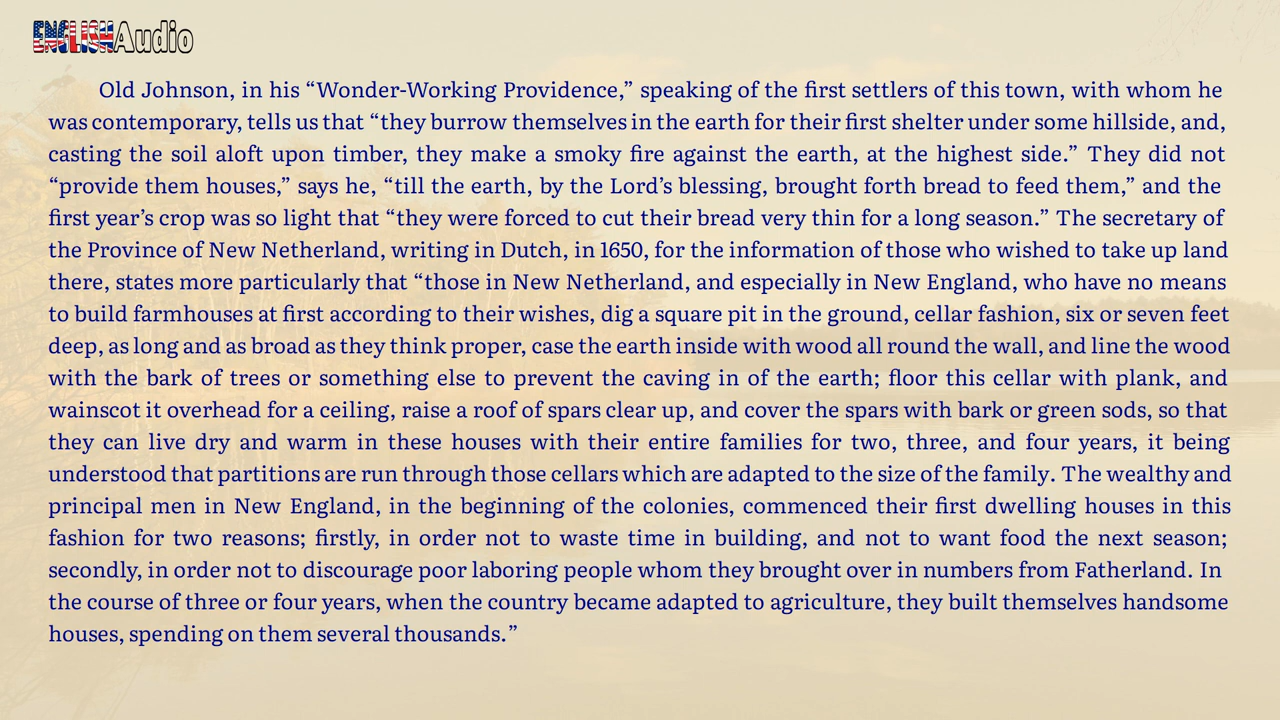 ENGLISH Audio
Old Johnson, in his “Wonder-Working Providence,” speaking of the first settlers of this town, with whom he
was contemporary, tells us that “they burrow themselves in the earth for their first shelter under some hillside, and,
casting the soil aloft upon timber, they make a smoky fire against the earth, at the highest side.” They did not
“provide them houses,” says he, “till the earth, by the Lord’s blessing, brought forth bread to feed them,” and the
first year’s crop was so light that “they were forced to cut their bread very thin for a long season.” The secretary of
the Province of New Netherland, writing in Dutch, in 1650, for the information of those who wished to take up land
there, states more particularly that “those in New Netherland, and especially in New England, who have no means
to build farmhouses at first according to their wishes, dig a square pit in the ground, cellar fashion, six or seven feet
deep, as long and as broad as they think proper, case the earth inside with wood all round the wall, and line the wood
with the bark of trees or something else to prevent the caving in of the earth; floor this cellar with plank, and
wainscot it overhead for a ceiling, raise a roof of spars clear up, and cover the spars with bark or green sods, so that
they can live dry and warm in these houses with their entire families for two, three, and four years, it being
understood that partitions are run through those cellars which are adapted to the size of the family. The wealthy and
principal men in New England, in the beginning of the colonies, commenced their first dwelling houses in this
fashion for two reasons; firstly, in order not to waste time in building, and not to want food the next season;
secondly, in order not to discourage poor laboring people whom they brought over in numbers from Fatherland. In
the course of three or four years, when the country became adapted to agriculture, they built themselves handsome
houses, spending on them several thousands.”